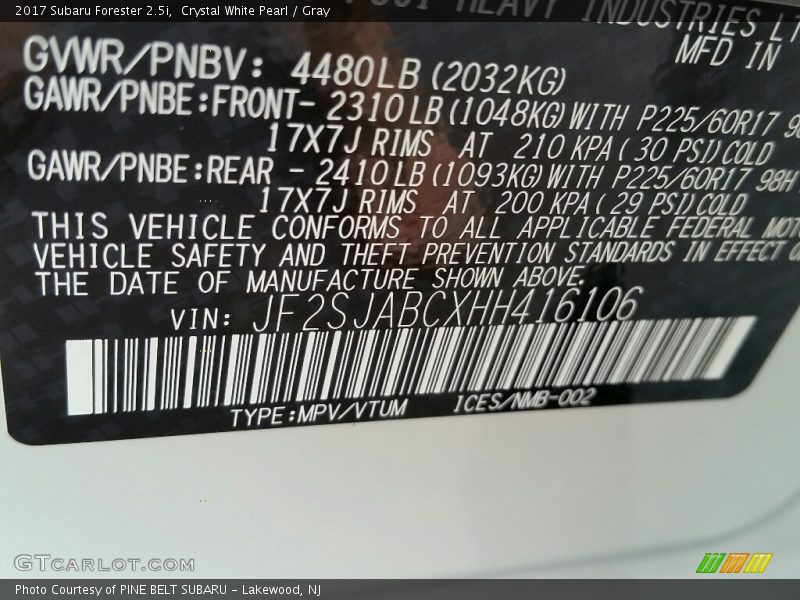 2017 Subaru Forester 2.5i, Crystal White Pearl / Gray
HEAVY INDUSTRIES LT
MFD IN
GVWR/PNBV: 4480LB (2032KG)
GAWR/PNBE:FRONT- 2310LB (1048KG) WITH P225/60R17 98
17X7J RIMS AT 210 KPA ( 30 PSI) COLD
GAWR/PNBE:REAR - 2410LB (1093KG) WITH P225/60R17 98H
17X7J RIMS AT 200 KPA ( 29 PSI) COLD
THIS VEHICLE CONFORMS TO ALL APPLICABLE FEDERAL MOTO
VEHICLE SAFETY AND THEFT PREVENTION STANDARDS IN EFFECT O
THE DATE OF MANUFACTURE SHOWN ABOVE.
VIN: JF2SJABCXHH416106
TYPE:MPV/VTUM ICES/NMB-002
GTCARLOT.COM
Photo Courtesy of PINE BELT SUBARU - Lakewood, NJ